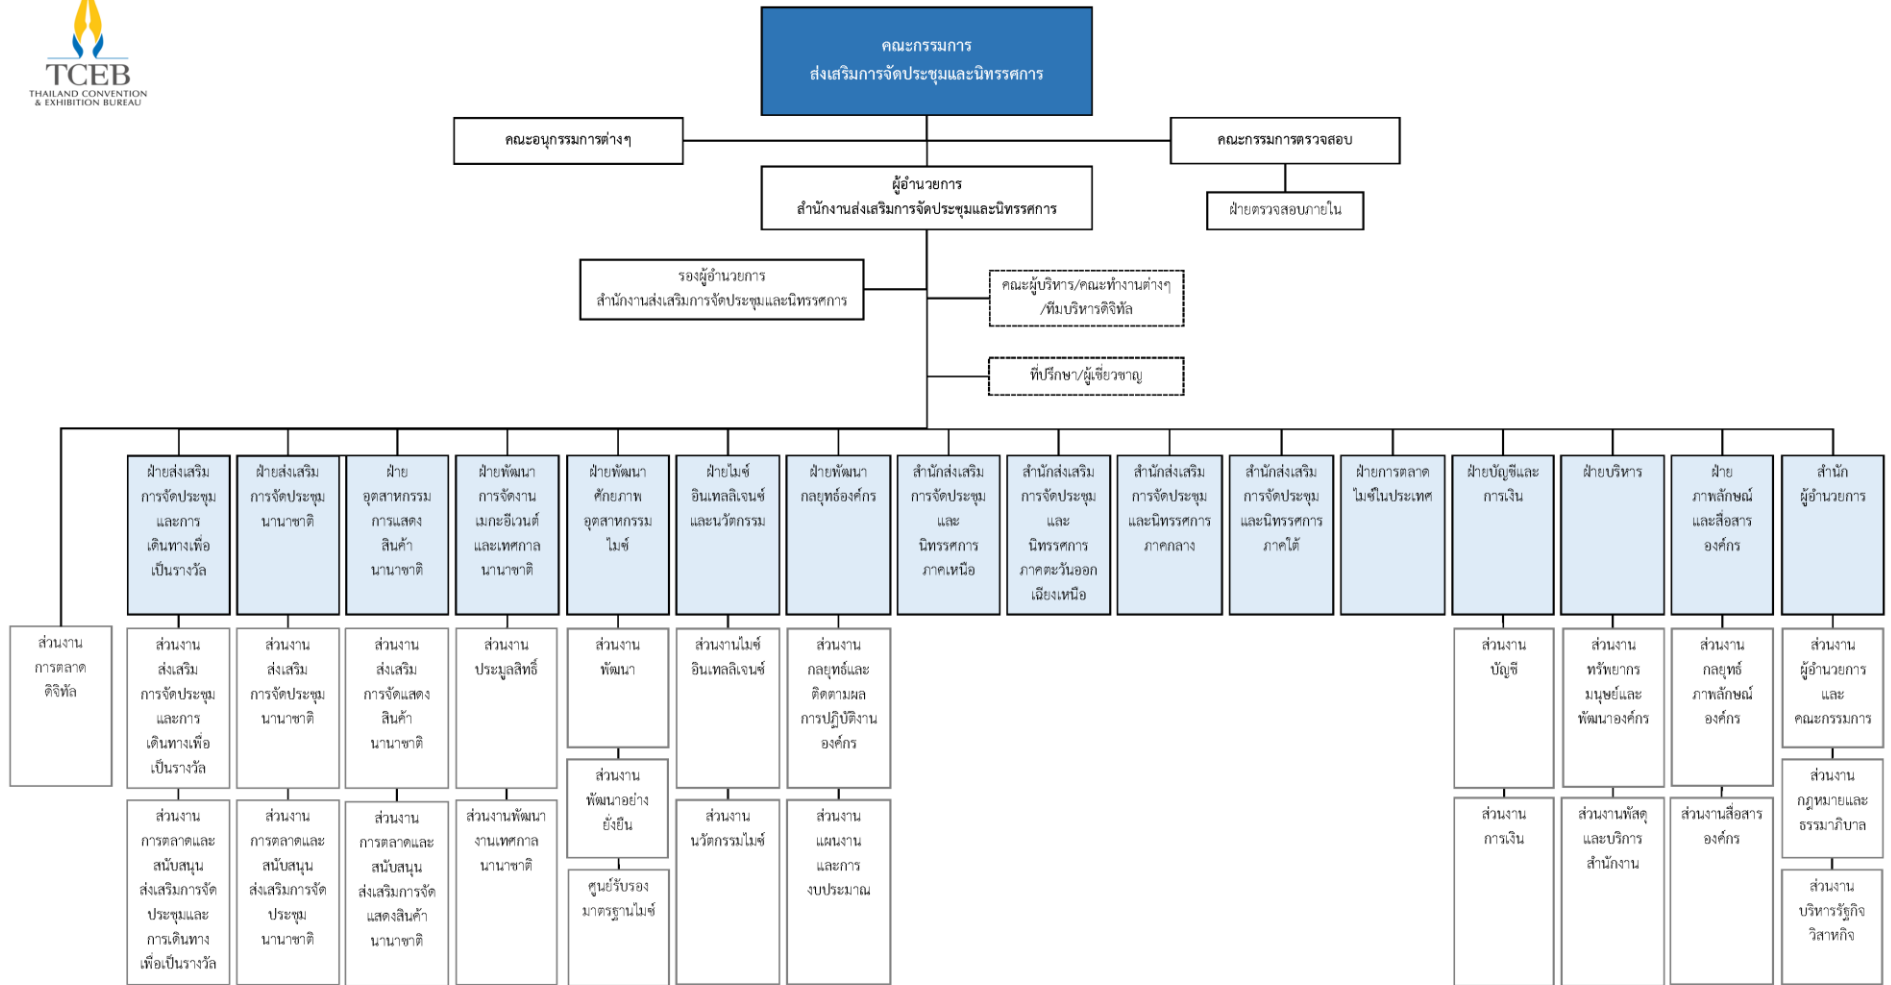 TCEB
THAILAND CONVENTION
& EXHIBITION BUREAU
คณะกรรมการ
ส่งเสริมการจัดประชุมและนิทรรศการ
คณะอนุกรรมการต่างๆ
คณะกรรมการตรวจสอบ
ผู้อำนวยการ
สำนักงานส่งเสริมการจัดประชุมและนิทรรศการ
ฝ่ายตรวจสอบภายใน
รองผู้อำนวยการ
สำนักงานส่งเสริมการจัดประชุมและนิทรรศการ
คณะผู้บริหาร/คณะทำงานต่างๆ
/ทีมบริหารดิจิทัล
ที่ปรึกษา/ผู้เชี่ยวชาญ
ฝ่ายส่งเสริม
การจัดประชุม
และการ
เดินทางเพื่อ
เป็นรางวัล
ฝ่ายส่งเสริม
การจัดประชุม
นานาชาติ
ฝ่าย
อุตสาหกรรม
การแสดง
สินค้า
นานาชาติ
ฝ่ายพัฒนา
การจัดงาน
เมกะอีเวนต์
และเทศกาล
นานาชาติ
ฝ่ายพัฒนา
ศักยภาพ
อุตสาหกรรม
ไมซ์
ฝ่ายไมซ์
อินเทลลิเจนซ์
และนวัตกรรม
ฝ่ายพัฒนา
กลยุทธ์องค์กร
สำนักส่งเสริม
การจัดประชุม
และ
นิทรรศการ
ภาคเหนือ
สำนักส่งเสริม
การจัดประชุม
และ
นิทรรศการ
ภาคตะวันออก
เฉียงเหนือ
สำนักส่งเสริม
การจัดประชุม
และนิทรรศการ
ภาคกลาง
สำนักส่งเสริม
การจัดประชุม
และนิทรรศการ
ภาคใต้
ฝ่ายการตลาด
ไมซ์ในประเทศ
ฝ่ายบัญชีและ
การเงิน
ฝ่ายบริหาร
ฝ่าย
ภาพลักษณ์
และสื่อสาร
องค์กร
สำนัก
ผู้อำนวยการ
ส่วนงาน
การตลาด
ดิจิทัล
ส่วนงาน
ส่งเสริม
การจัดประชุม
และการ
เดินทางเพื่อ
เป็นรางวัล
ส่วนงาน
ส่งเสริม
การจัดประชุม
นานาชาติ
ส่วนงาน
ส่งเสริม
การจัดแสดง
สินค้า
นานาชาติ
ส่วนงาน
ประมูลสิทธิ์
ส่วนงาน
พัฒนา
ส่วนงานไมซ์
อินเทลลิเจนซ์
ส่วนงาน
กลยุทธ์และ
ติดตามผล
การปฏิบัติงาน
องค์กร
ส่วนงาน
บัญชี
ส่วนงาน
ทรัพยากร
มนุษย์และ
พัฒนาองค์กร
ส่วนงาน
กลยุทธ์
ภาพลักษณ์
องค์กร
ส่วนงาน
ผู้อำนวยการ
และ
คณะกรรมการ
ส่วนงาน
การตลาดและ
สนับสนุน
ส่งเสริมการจัด
ประชุมและ
การเดินทาง
เพื่อเป็นรางวัล
ส่วนงาน
การตลาดและ
สนับสนุน
ส่งเสริมการจัด
ประชุม
นานาชาติ
ส่วนงาน
การตลาดและ
สนับสนุน
ส่งเสริมการจัด
แสดงสินค้า
นานาชาติ
ส่วนงานพัฒนา
งานเทศกาล
นานาชาติ
ส่วนงาน
พัฒนาอย่าง
ยั่งยืน
ศูนย์รับรอง
มาตรฐานไมซ์
ส่วนงาน
นวัตกรรมไมซ์
ส่วนงาน
แผนงาน
และการ
งบประมาณ
ส่วนงาน
การเงิน
ส่วนงานพัสดุ
และบริการ
สำนักงาน
ส่วนงานสื่อสาร
องค์กร
ส่วนงาน
กฎหมายและ
ธรรมาภิบาล
ส่วนงาน
บริหารรัฐกิจ
วิสาหกิจ